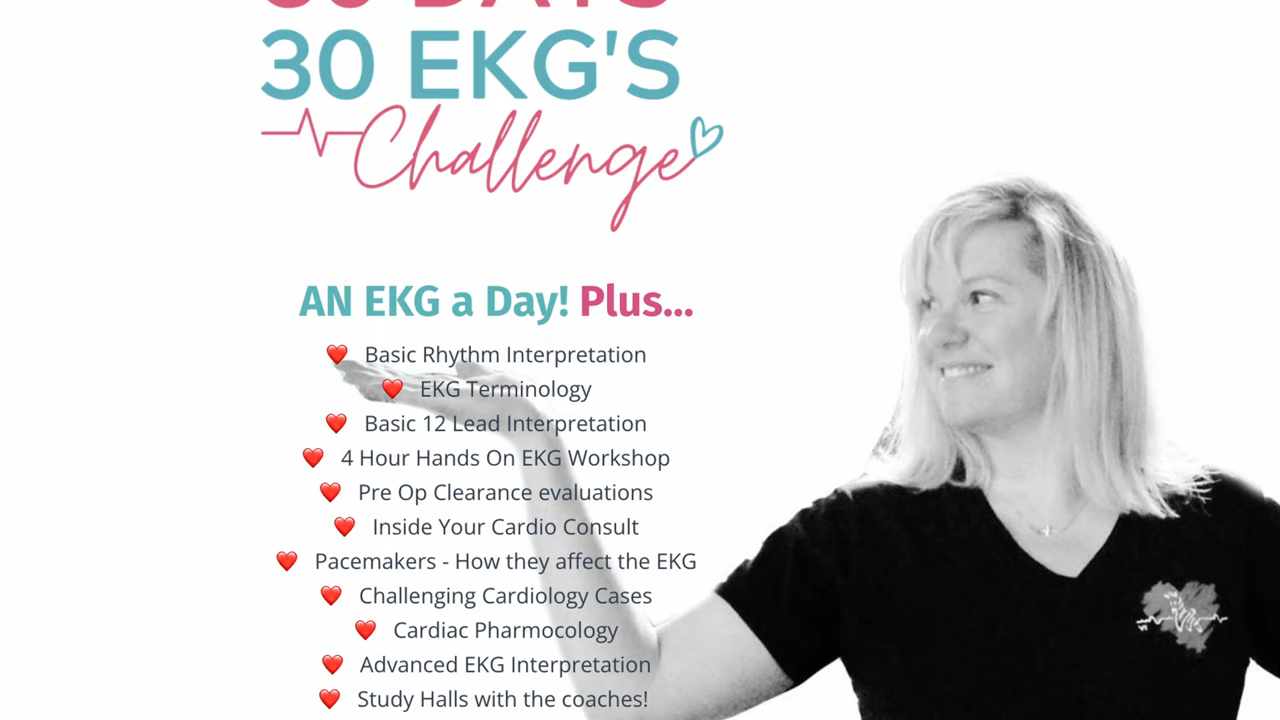 30 EKG'S
Challenge
AN EKG a Day! Plus...
Basic Rhythm Interpretation
EKG Terminology
Basic 12 Lead Interpretation
4 Hour Hands On EKG Workshop
Pre Op Clearance evaluations
Inside Your Cardio Consult
Pacemakers - How they affect the EKG
Challenging Cardiology Cases
Cardiac Pharmocology
Advanced EKG Interpretation
Study Halls with the coaches!